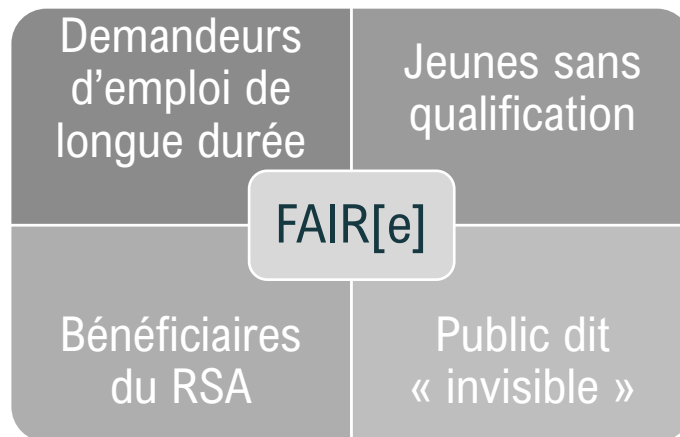 Demandeurs
d’emploi de
longue durée
Jeunes sans
qualification
FAIR[e]
Bénéficiaires
du RSA
Public dit
« invisible »